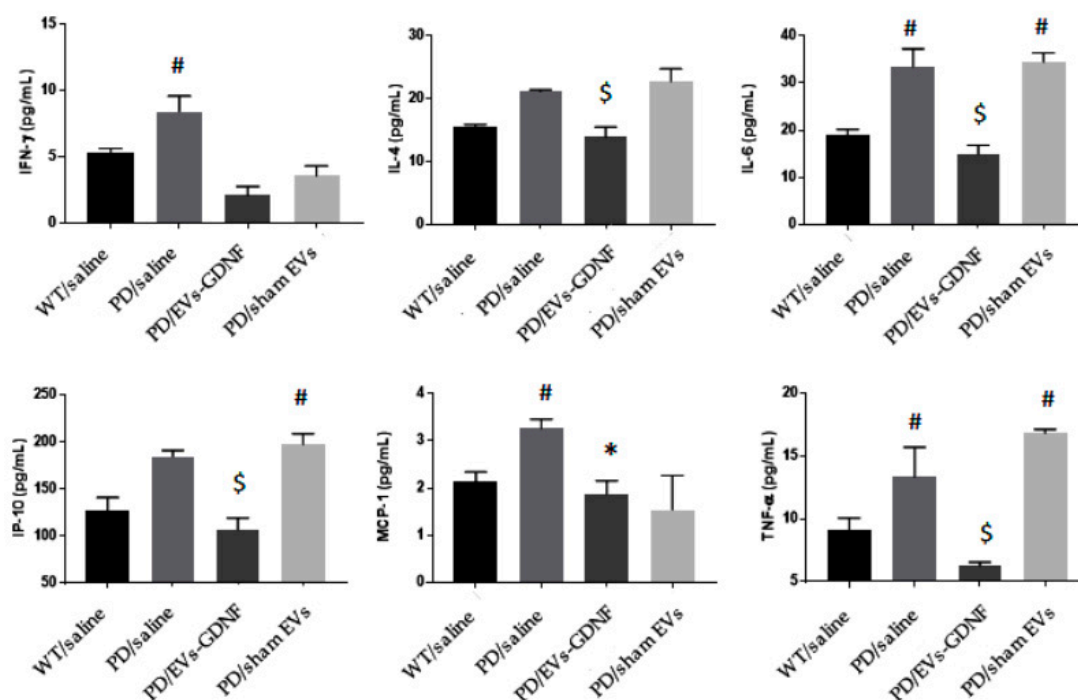 15
10
5
0
IFN-γ (pg/mL)
#
WT/saline
PD/saline
PD/EVs-GDNF
PD/sham EVs
30
20
10
0
IL-4 (pg/mL)
$
WT/saline
PD/saline
PD/EVs-GDNF
PD/sham EVs
40
30
20
10
0
IL-6 (pg/mL)
#
$
#
WT/saline
PD/saline
PD/EVs-GDNF
PD/sham EVs
250
200
150
100
50
IP-10 (pg/mL)
$
#
WT/saline
PD/saline
PD/EVs-GDNF
PD/sham EVs
4
3
2
1
0
MCP-1 (pg/mL)
#
*
WT/saline
PD/saline
PD/EVs-GDNF
PD/sham EVs
20
15
10
5
TNF-α (pg/mL)
#
$
#
WT/saline
PD/saline
PD/EVs-GDNF
PD/sham EVs